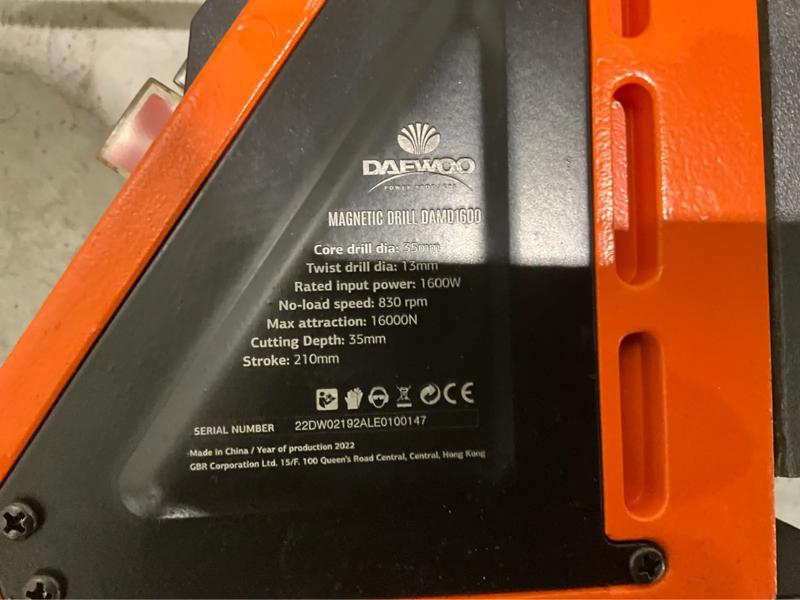 DAEWOO
POWER PRODUCTS
MAGNETIC DRILL DAMD1600
Core drill dia: 35mm
Twist drill dia: 13mm
Rated input power: 1600W
No-load speed: 830 rpm
Max attraction: 16000N
Cutting Depth: 35mm
Stroke: 210mm
CE
SERIAL NUMBER 22DW02192ALE0100147
Made in China / Year of production 2022
GBR Corporation Ltd. 15/F. 100 Queen's Road Central, Central, Hong Kong